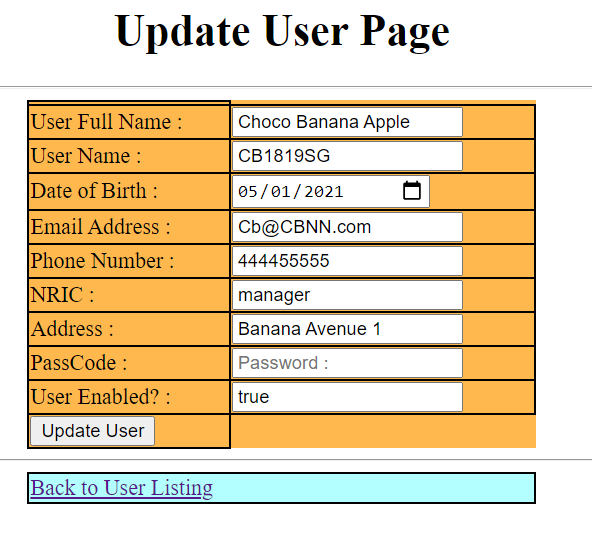 Update User Page
User Full Name : Choco Banana Apple
User Name : CB1819SG
Date of Birth : 05/01/2021
Email Address : Cb@CBNN.com
Phone Number : 444455555
NRIC : manager
Address : Banana Avenue 1
PassCode : Password :
User Enabled? : true
Update User
Back to User Listing